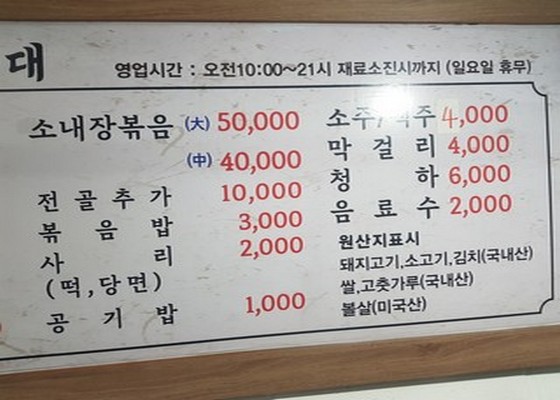 대
영업시간 : 오전10:00~21시 재료소진시까지 (일요일 휴무)
소내장볶음 (大) 50,000
(中) 40,000
전골추가 10,000
볶음밥 3,000
사리 2,000
(떡,당면)
공기밥 1,000
소주/ 주 4,000
막걸리 4,000
청하 6,000
음료수 2,000
원산지표시
돼지고기,소고기,김치(국내산)
쌀,고춧가루(국내산)
볼살(미국산)